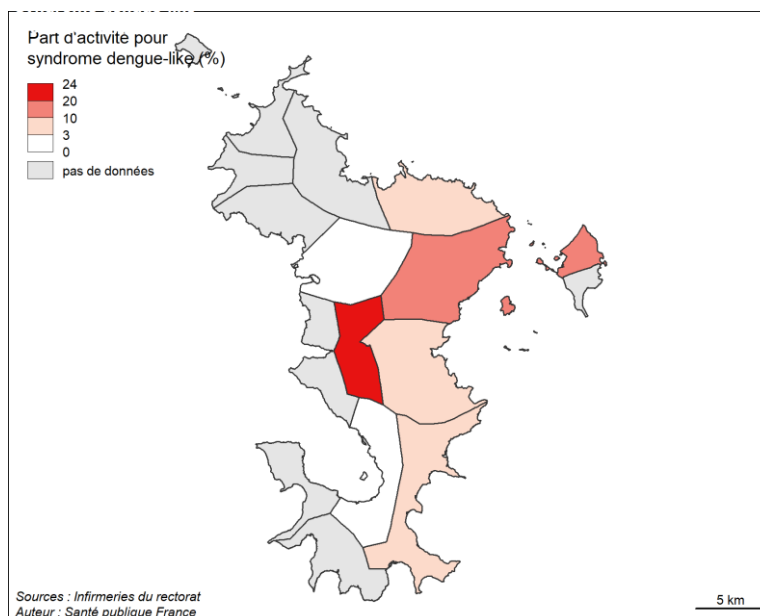 Part d'activité pour
syndrome dengue-like (%)
24
20
10
3
0
pas de données
Sources : Infirmeries du rectorat
Auteur : Santé publique France
5 km